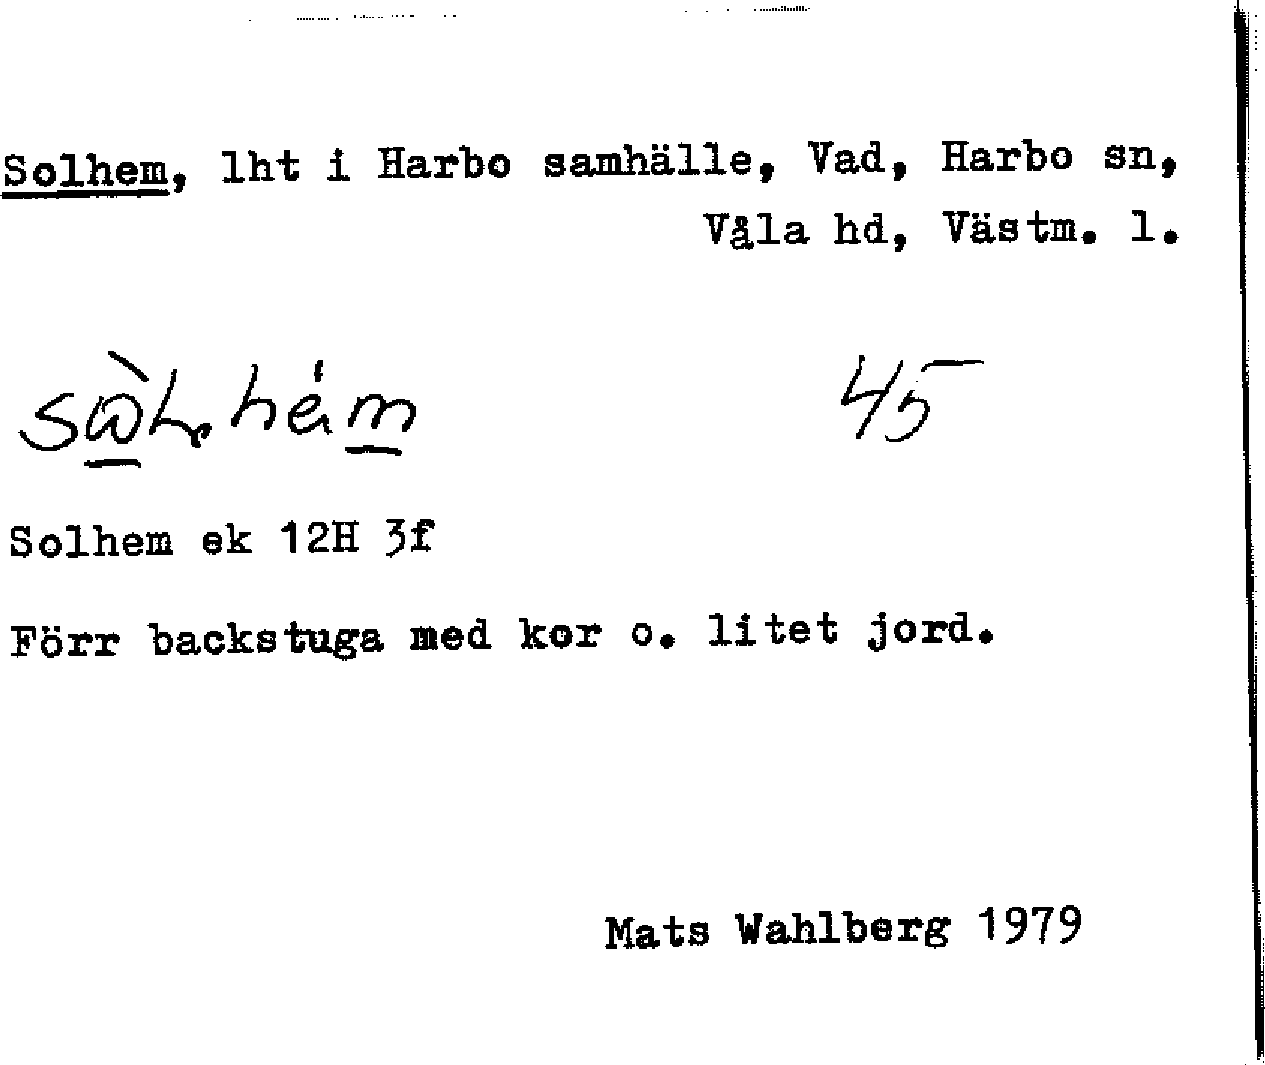 Solhem, lht i Harbo samhälle, Vad, Harbo sn,
Våla hd, Västm. l.
45
Solhem ek 12H 3f
Förr backstuga med kor o. litet jord.
Mats Wahlberg 1979